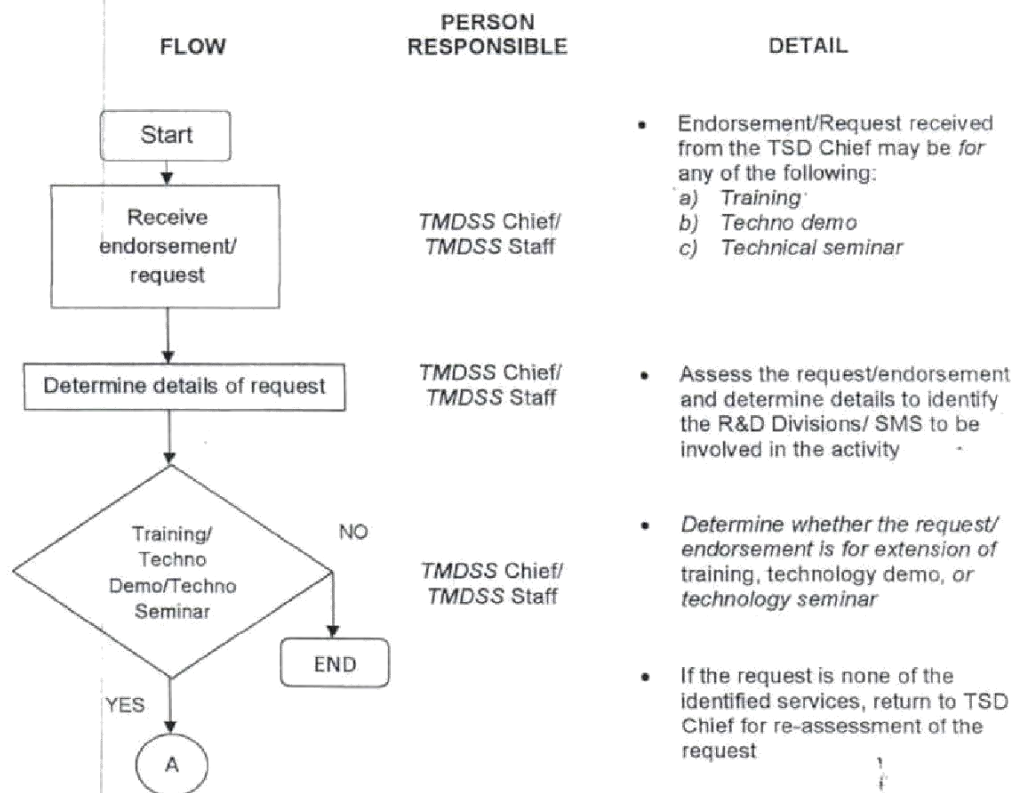 FLOW
PERSON
RESPONSIBLE
DETAIL
Start
Receive
endorsement/
request
TMDSS Chief/
TMDSS Staff
• Endorsement/Request received
from the TSD Chief may be for
any of the following:
a) Training
b) Techno demo
c) Technical seminar
Determine details of request
TMDSS Chief/
TMDSS Staff
• Assess the request/endorsement
and determine details to identify
the R&D Divisions/ SMS to be
involved in the activity
Training/
Techno
Demo/Techno
Seminar
NO
YES
END
A
TMDSS Chief/
TMDSS Staff
• Determine whether the request/
endorsement is for extension of
training, technology demo, or
technology seminar
• If the request is none of the
identified services, return to TSD
Chief for re-assessment of the
request